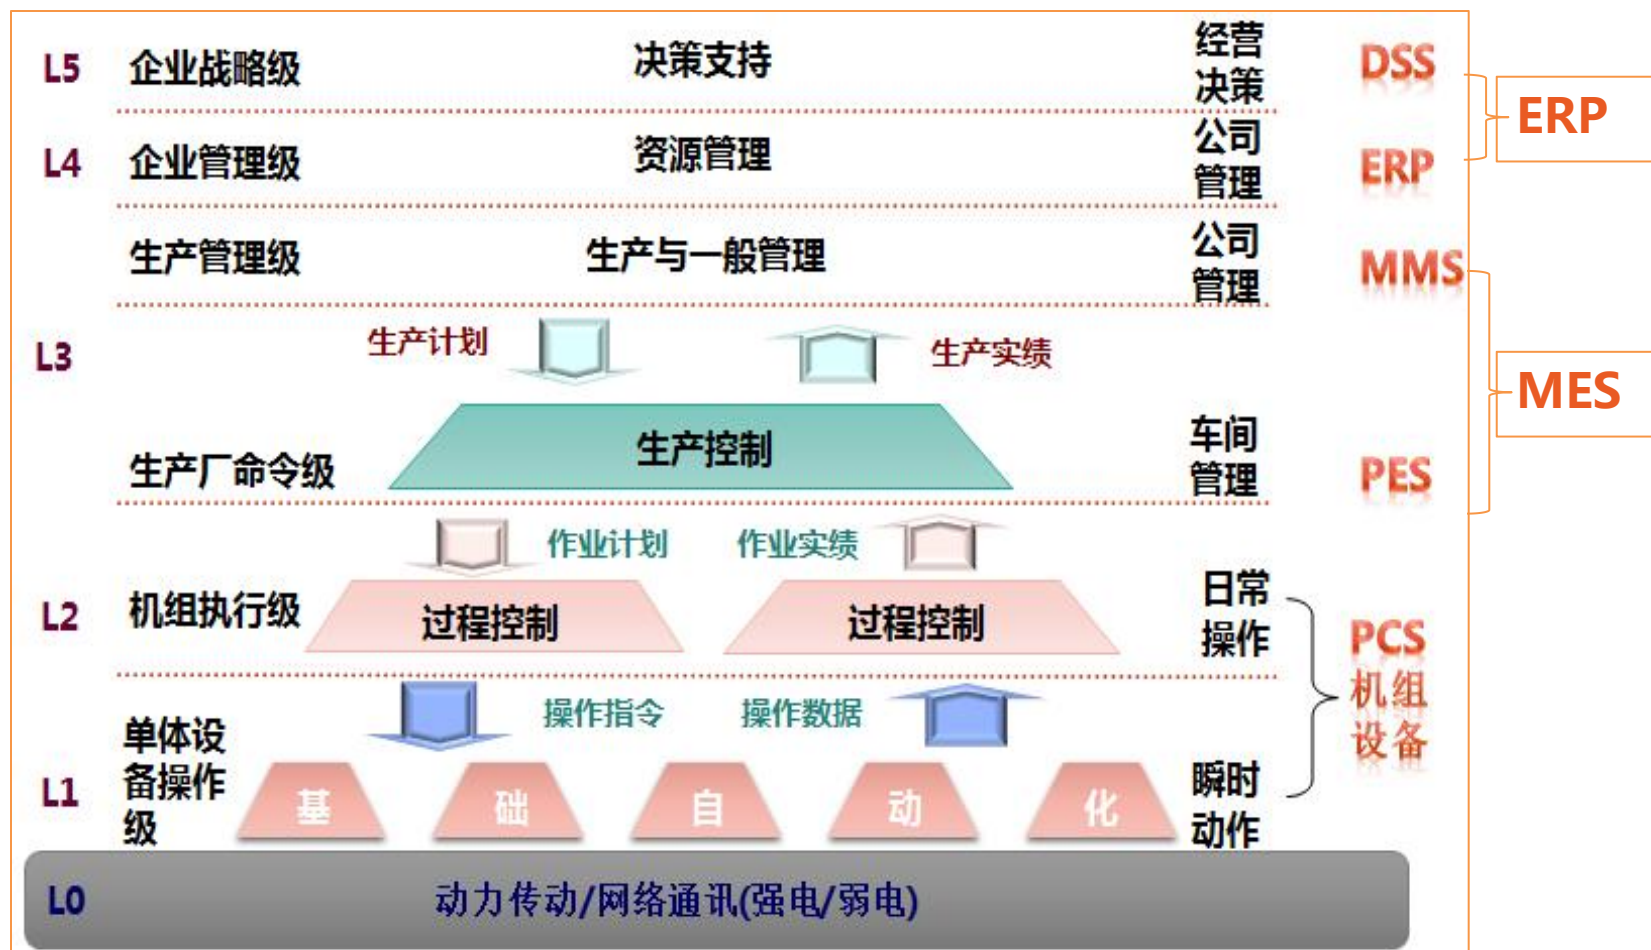 L5
企业战略级
决策支持
经营
决策
DSS
ERP
L4
企业管理级
资源管理
公司
管理
ERP
生产管理级
生产与一般管理
公司
管理
MMS
L3
生产计划
生产实绩
MES
生产厂命令级
生产控制
车间
管理
PES
作业计划
作业实绩
L2
机组执行级
过程控制
过程控制
日常
操作
PCS
机组
设备
操作指令
操作数据
L1
单体设
备操作
级
基 础 自 动 化
瞬时
动作
L0
动力传动/网络通讯(强电/弱电)